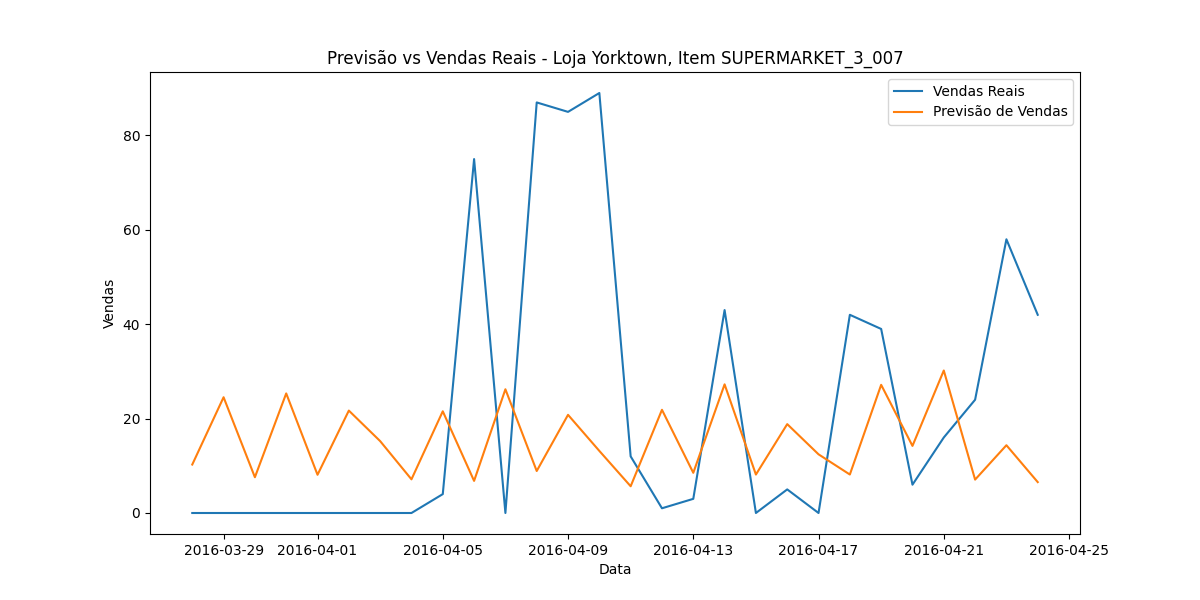 Previsão vs Vendas Reais - Loja Yorktown, Item SUPERMARKET_3_007
Vendas Reais
Previsão de Vendas
Vendas
80
60
40
20
0
2016-03-29 2016-04-01 2016-04-05 2016-04-09 2016-04-13 2016-04-17 2016-04-21 2016-04-25
Data